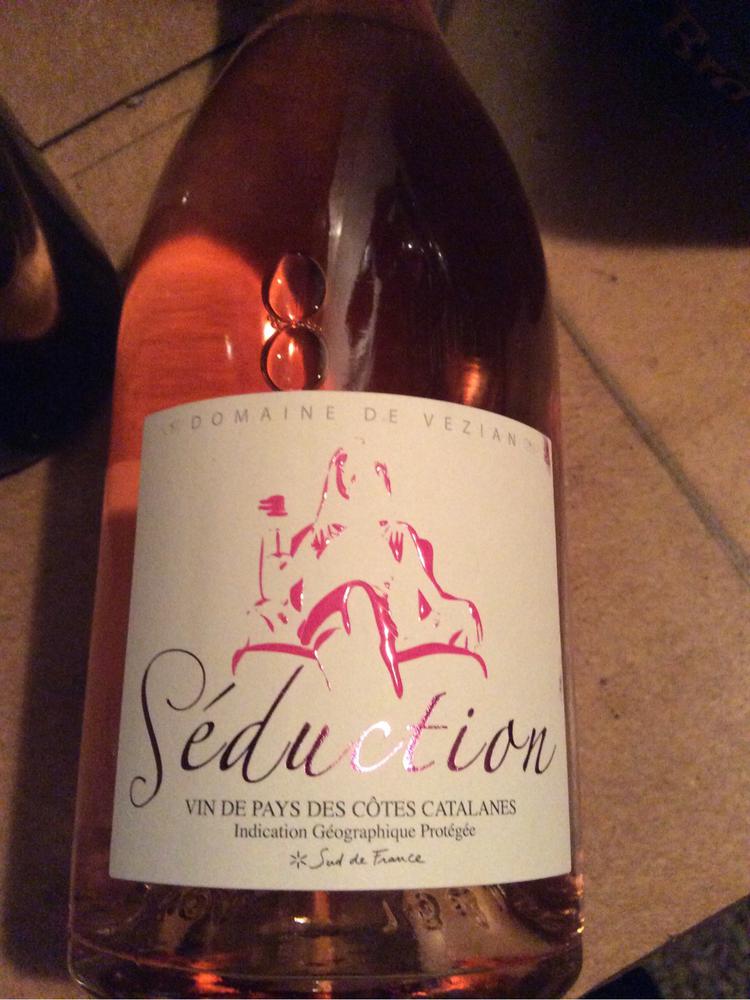 DOMAINE DE VEZIAN
Séduction
VIN DE PAYS DES CÔTES CATALANES
Indication Géographique Protégée
Sud de France